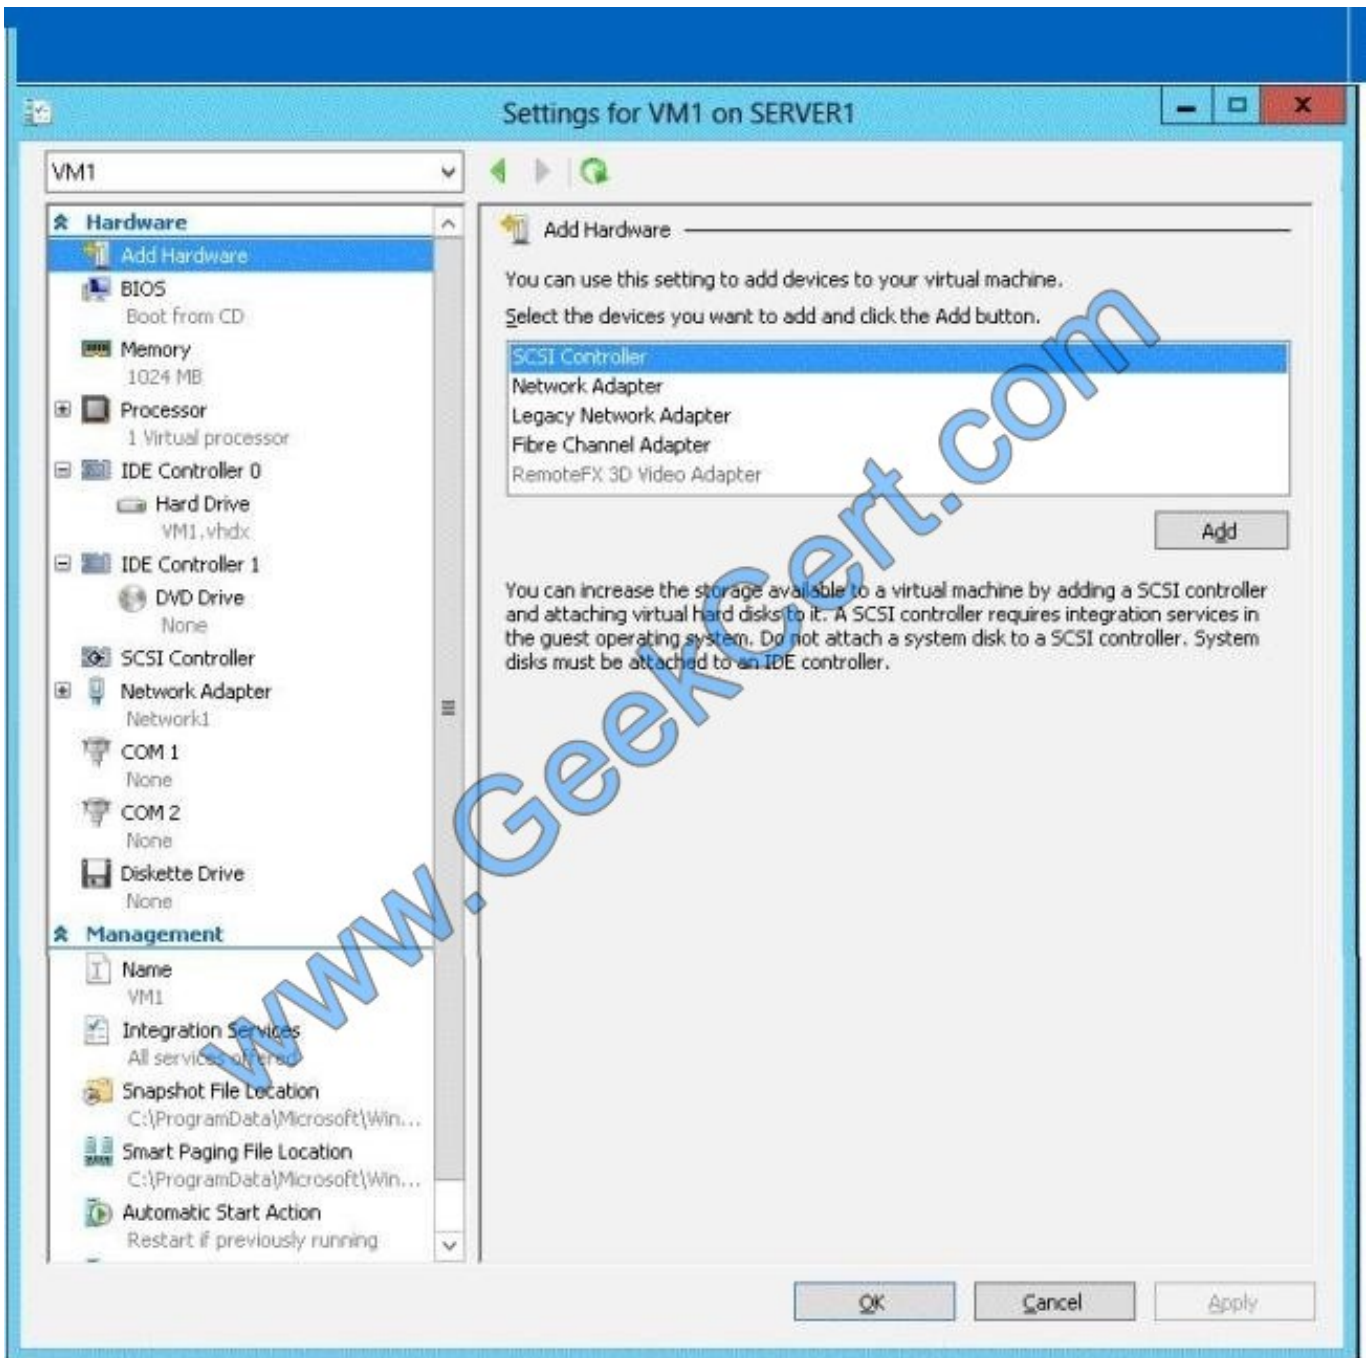 Settings for VM1 on SERVER1
VM1
Hardware
Add Hardware
BIOS
Boot from CD
Memory
1024 MB
Processor
1 Virtual processor
IDE Controller 0
Hard Drive
VM1.vhdx
IDE Controller 1
DVD Drive
None
SCSI Controller
Network Adapter
Network1
COM 1
None
COM 2
None
Diskette Drive
None
Management
Name
VM1
Integration Services
All services offered
Snapshot File Location
C:\ProgramData\Microsoft\Win...
Smart Paging File Location
C:\ProgramData\Microsoft\Win...
Automatic Start Action
Restart if previously running
Add Hardware
You can use this setting to add devices to your virtual machine.
Select the devices you want to add and click the Add button.
SCSI Controller
Network Adapter
Legacy Network Adapter
Fibre Channel Adapter
RemoteFX 3D Video Adapter
Add
You can increase the storage available to a virtual machine by adding a SCSI controller
and attaching virtual hard disks to it. A SCSI controller requires integration services in
the guest operating system. Do not attach a system disk to a SCSI controller. System
disks must be attached to an IDE controller.
OK
Cancel
Apply
www.GeekCert.com